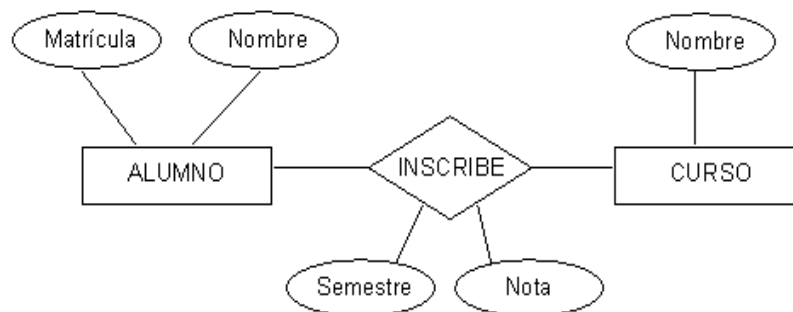 Matrícula
Nombre
Nombre
ALUMNO
INSCRIBE
CURSO
Semestre
Nota